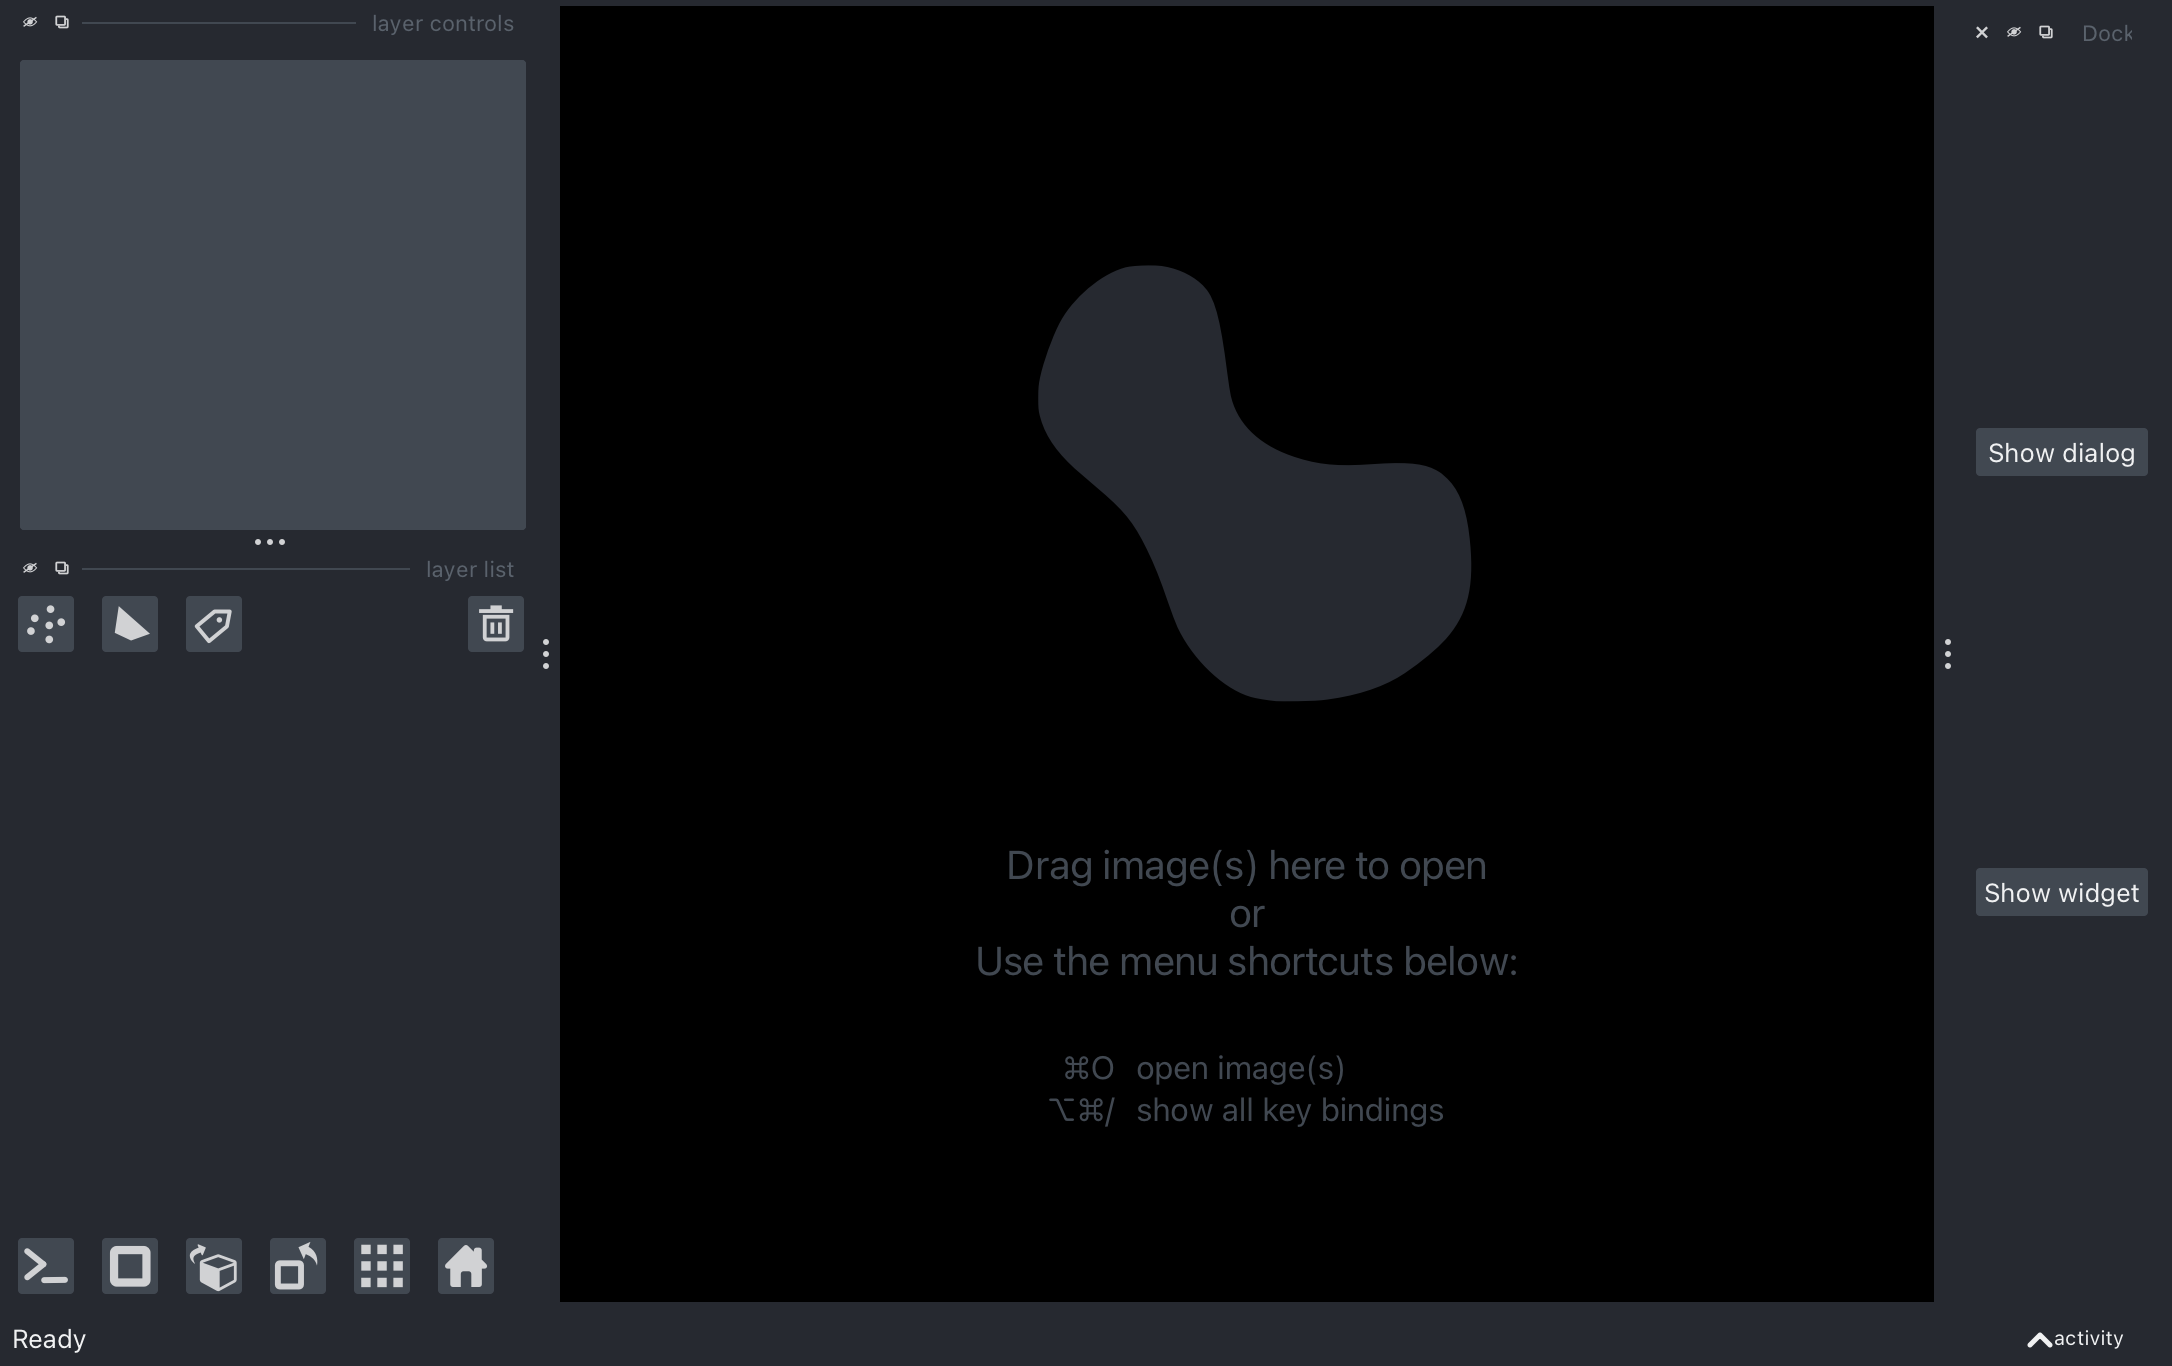 layer controls
layer list
Drag image(s) here to open
or
Use the menu shortcuts below:
⌘O open image(s)
⌥⌘/ show all key bindings
Dock
Show dialog
Show widget
Ready
activity